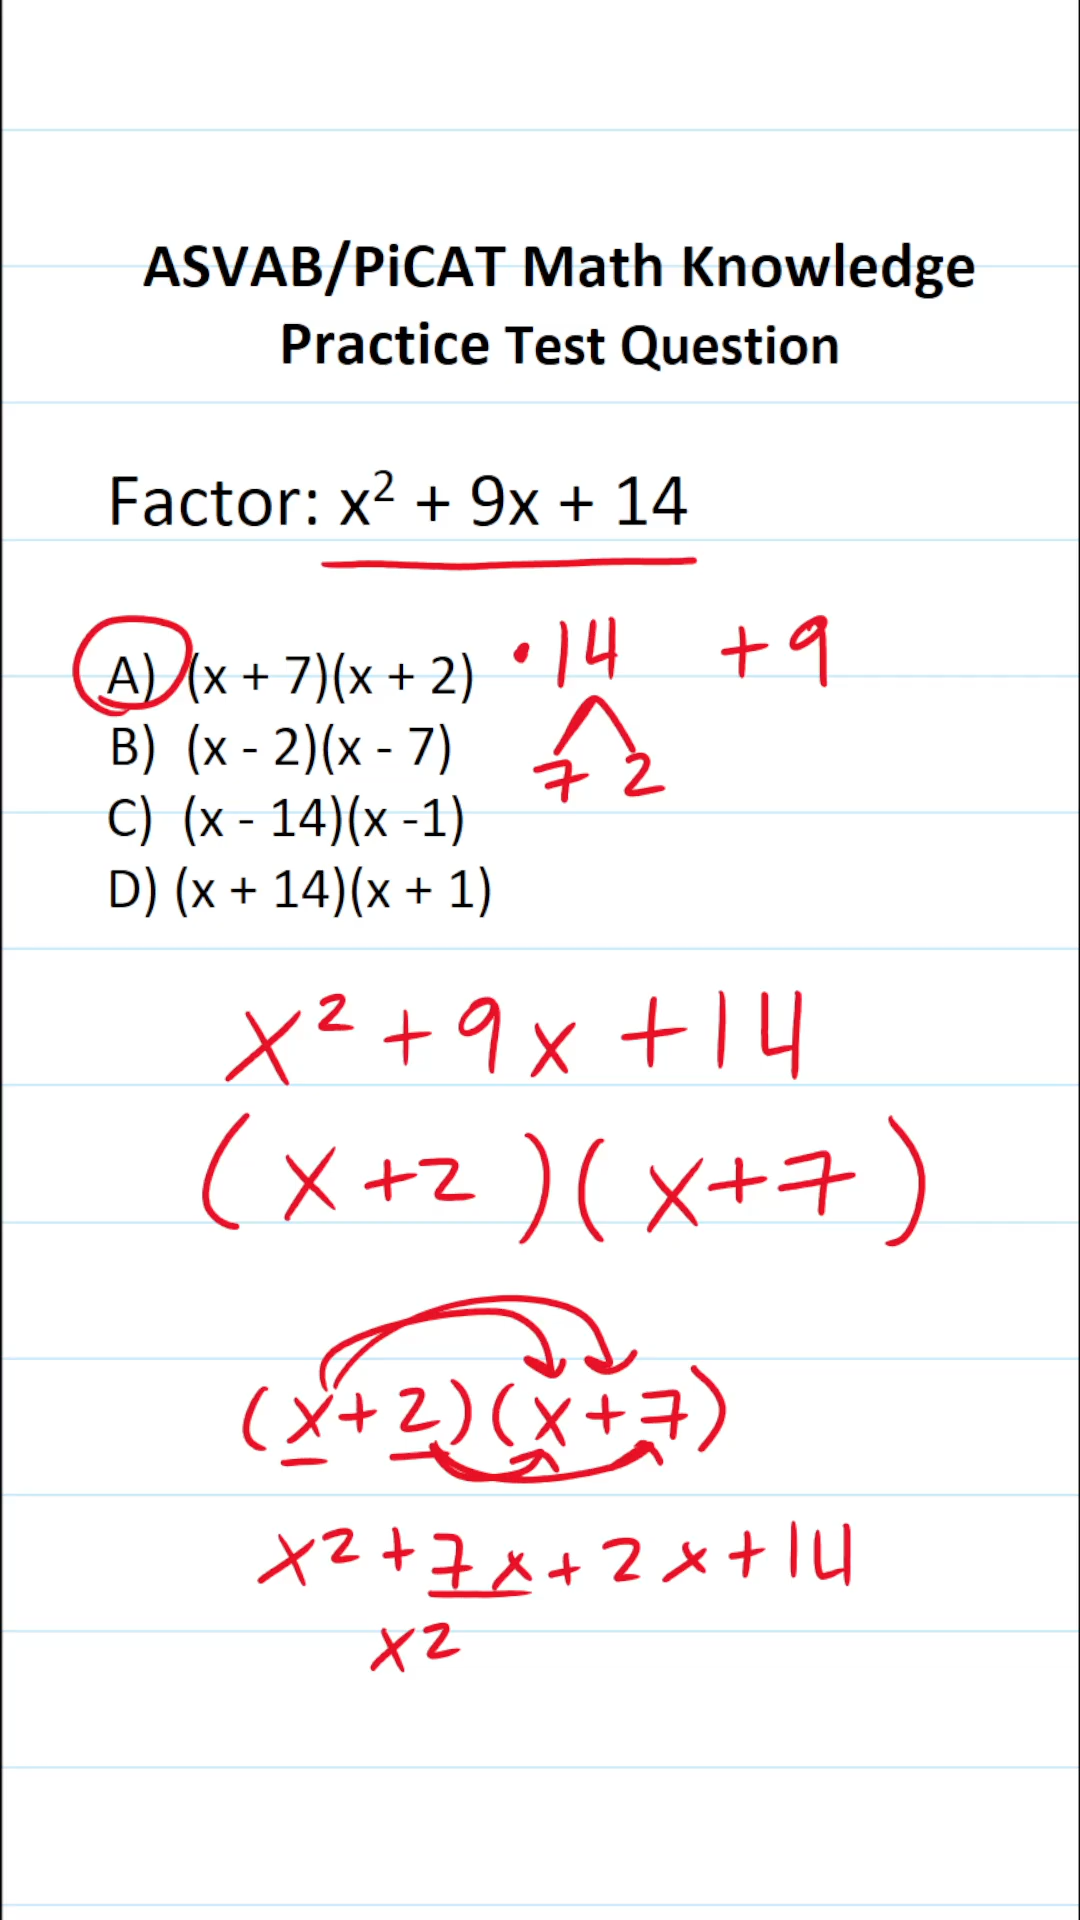 ASVAB/PiCAT Math Knowledge
Practice Test Question
Factor: x² + 9x + 14
A) (x + 7)(x + 2) ·14 +9
B) (x - 2)(x - 7) 7 2
C) (x - 14)(x -1)
D) (x + 14)(x + 1)
x² + 9x + 14
(x+2)(x+7)
(x+2)(x+7)
x² + 7x + 2x + 14
x²